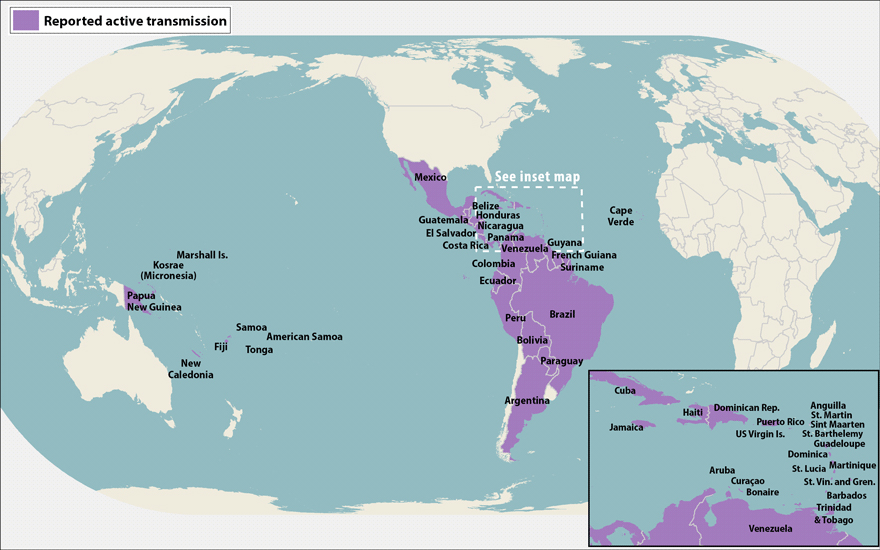 Reported active transmission
See inset map
Mexico
Belize
Honduras
Guatemala
Nicaragua
El Salvador
Panama
Costa Rica
Venezuela
Guyana
French Guiana
Suriname
Colombia
Ecuador
Peru
Brazil
Bolivia
Paraguay
Argentina
Cape
Verde
Marshall Is.
Kosrae
(Micronesia)
Papua
New Guinea
Samoa
American Samoa
Fiji
Tonga
New
Caledonia
Cuba
Haiti
Dominican Rep.
Jamaica
Puerto Rico
US Virgin Is.
Anguilla
St. Martin
Sint Maarten
St. Barthelemy
Guadeloupe
Dominica
Martinique
St. Lucia
St. Vin. and Gren.
Barbados
Aruba
Curaçao
Bonaire
Trinidad
& Tobago
Venezuela